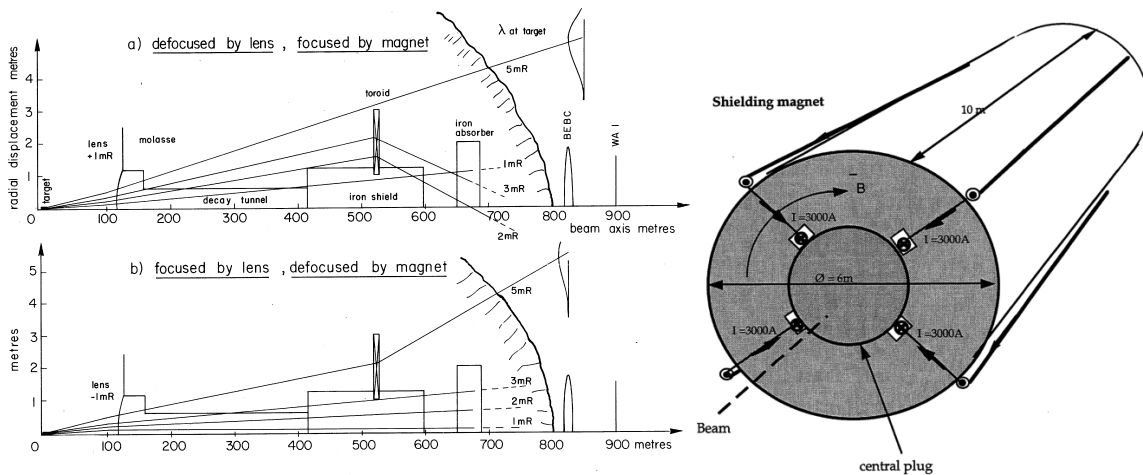 a) defocused by lens , focused by magnet
λ at target
5mR
toroid
radial displacement metres
4
3
2
1
0
lens
+1mR
molasse
iron
absorber
BEBC
WA I
1mR
3mR
2mR
target
decay tunnel
iron shield
0 100 200 300 400 500 600 700 800 900
beam axis metres
b) focused by lens , defocused by magnet
metres
5
4
3
2
1
0
5mR
lens
-1mR
3mR
2mR
1mR
0 100 200 300 400 500 600 700 800 900 metres
Shielding magnet
10 m
B
I =3000A
I =3000A
Ø = 6m
I =3000A
I =3000A
Beam
central plug